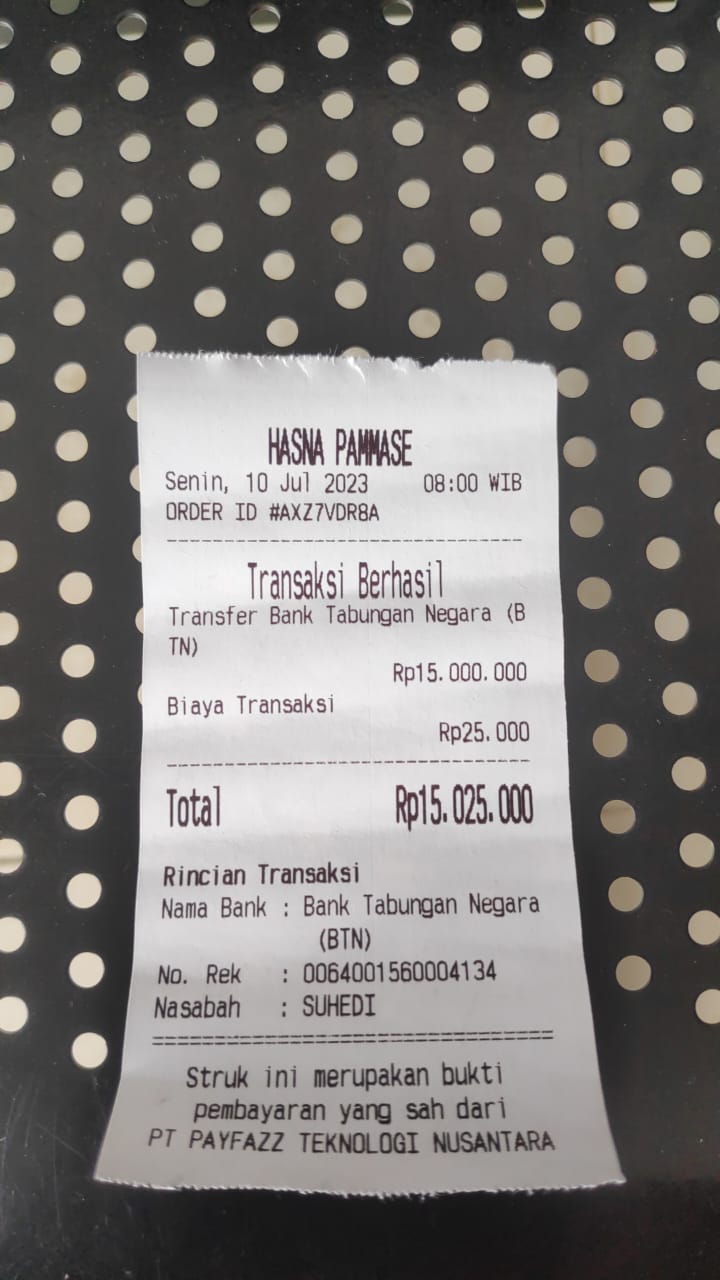 HASNA PAMMASE
Senin, 10 Jul 2023 08:00 WIB
ORDER ID #AXZ7VDR8A
Transaksi Berhasil
Transfer Bank Tabungan Negara (B
TN)
Rp15.000.000
Biaya Transaksi
Rp25.000
Total Rp15.025.000
Rincian Transaksi
Nama Bank : Bank Tabungan Negara
(BTN)
No. Rek : 0064001560004134
Nasabah : SUHEDI
Struk ini merupakan bukti
pembayaran yang sah dari
PT PAYFAZZ TEKNOLOGI NUSANTARA